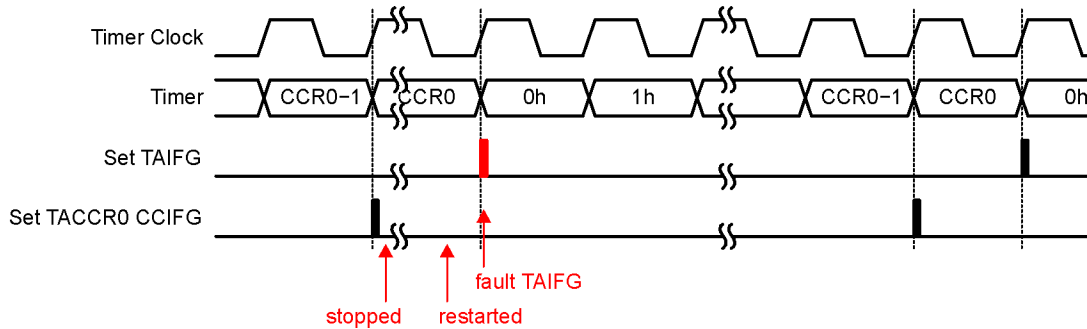 Timer Clock
Timer CCR0−1 CCR0 0h 1h CCR0−1 CCR0 0h
Set TAIFG
Set TACCR0 CCIFG
fault TAIFG
stopped restarted